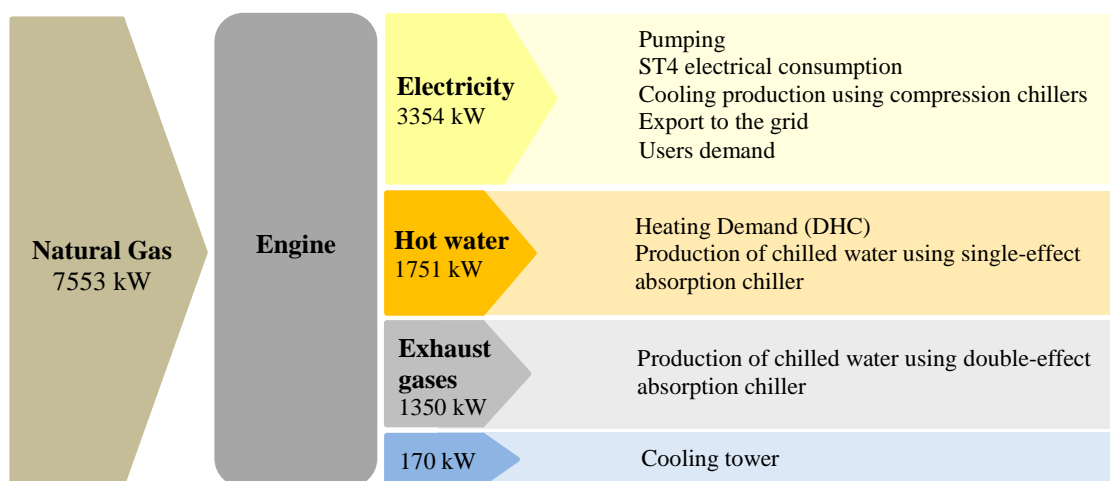 Natural Gas
7553 kW
Engine
Electricity
3354 kW
Pumping
ST4 electrical consumption
Cooling production using compression chillers
Export to the grid
Users demand
Hot water
1751 kW
Heating Demand (DHC)
Production of chilled water using single-effect
absorption chiller
Exhaust
gases
1350 kW
Production of chilled water using double-effect
absorption chiller
170 kW
Cooling tower